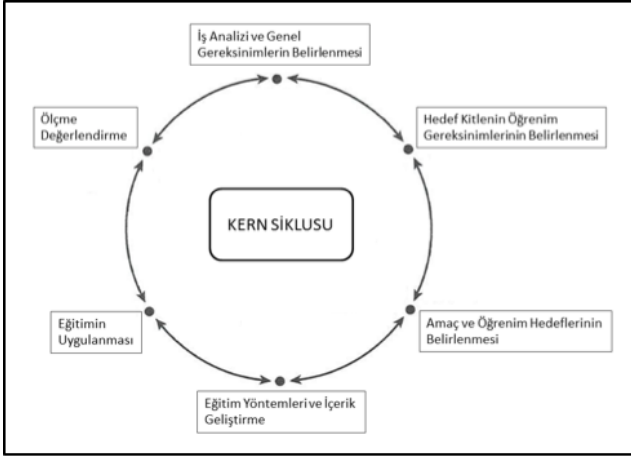 İş Analizi ve Genel
Gereksinimlerin Belirlenmesi
Ölçme
Değerlendirme
Hedef Kitlenin Öğrenim
Gereksinimlerinin Belirlenmesi
KERN SİKLUSU
Eğitimin
Uygulanması
Amaç ve Öğrenim Hedeflerinin
Belirlenmesi
Eğitim Yöntemleri ve İçerik
Geliştirme